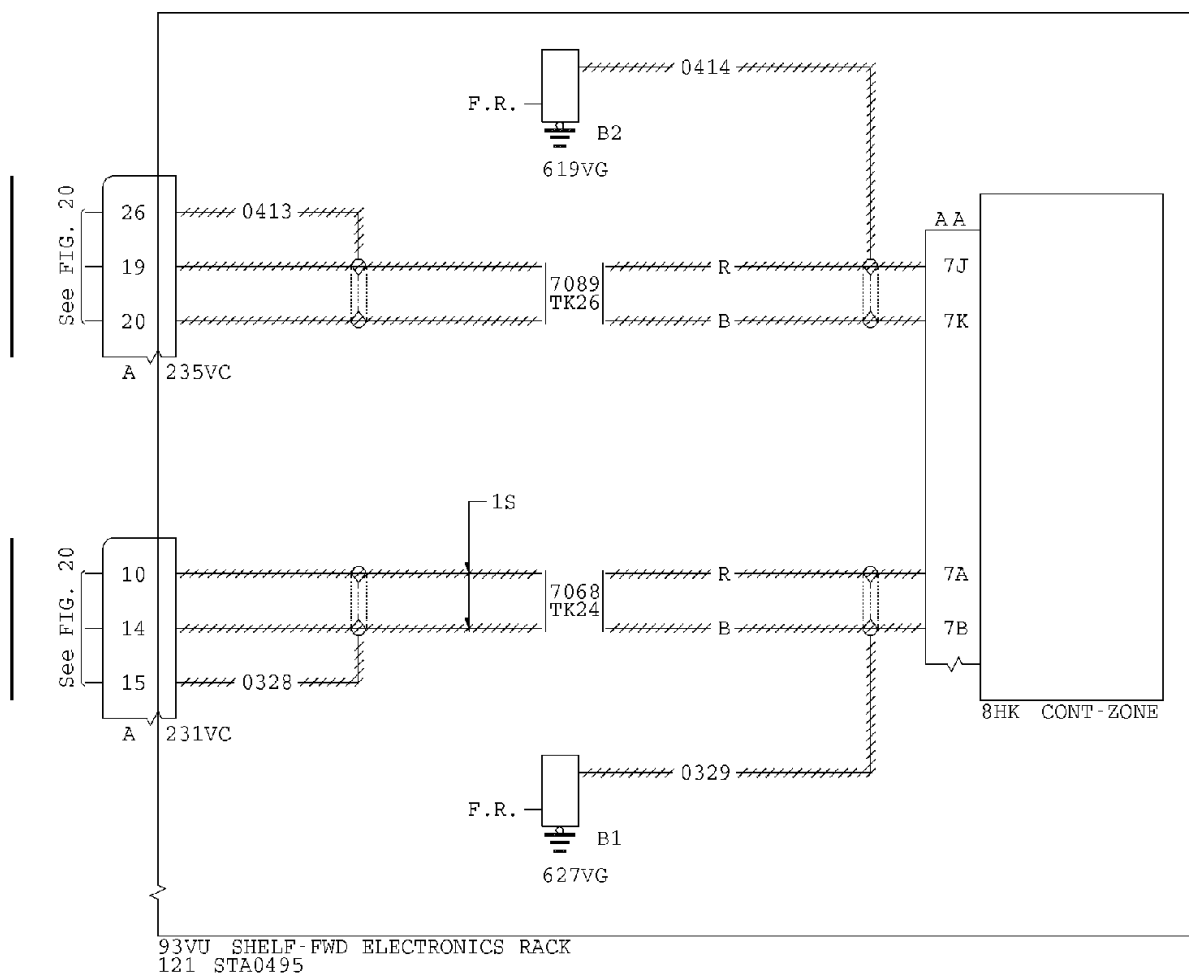 0414
F.R.
B2
619VG
See FIG. 20
26
0413
AA
19
R
7J
7089
TK26
20
B
7K
A 235VC
1S
See FIG. 20
10
R
7A
7068
TK24
14
B
7B
15
0328
8HK CONT-ZONE
A 231VC
0329
F.R.
B1
627VG
93VU SHELF-FWD ELECTRONICS RACK
121 STA0495